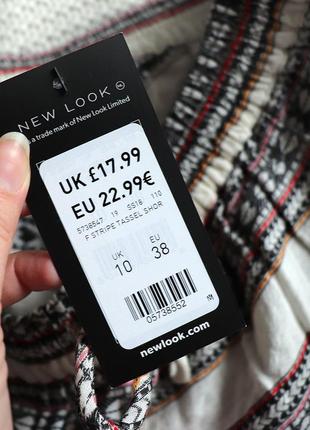 NEW LOOK
is a trade mark of New Look Limited
UK £17.99
EU 22.99€
5738547 19 SS18 110
F STRIPE TASSEL SHOR
UK EU
10 38
05738552
newlook.com